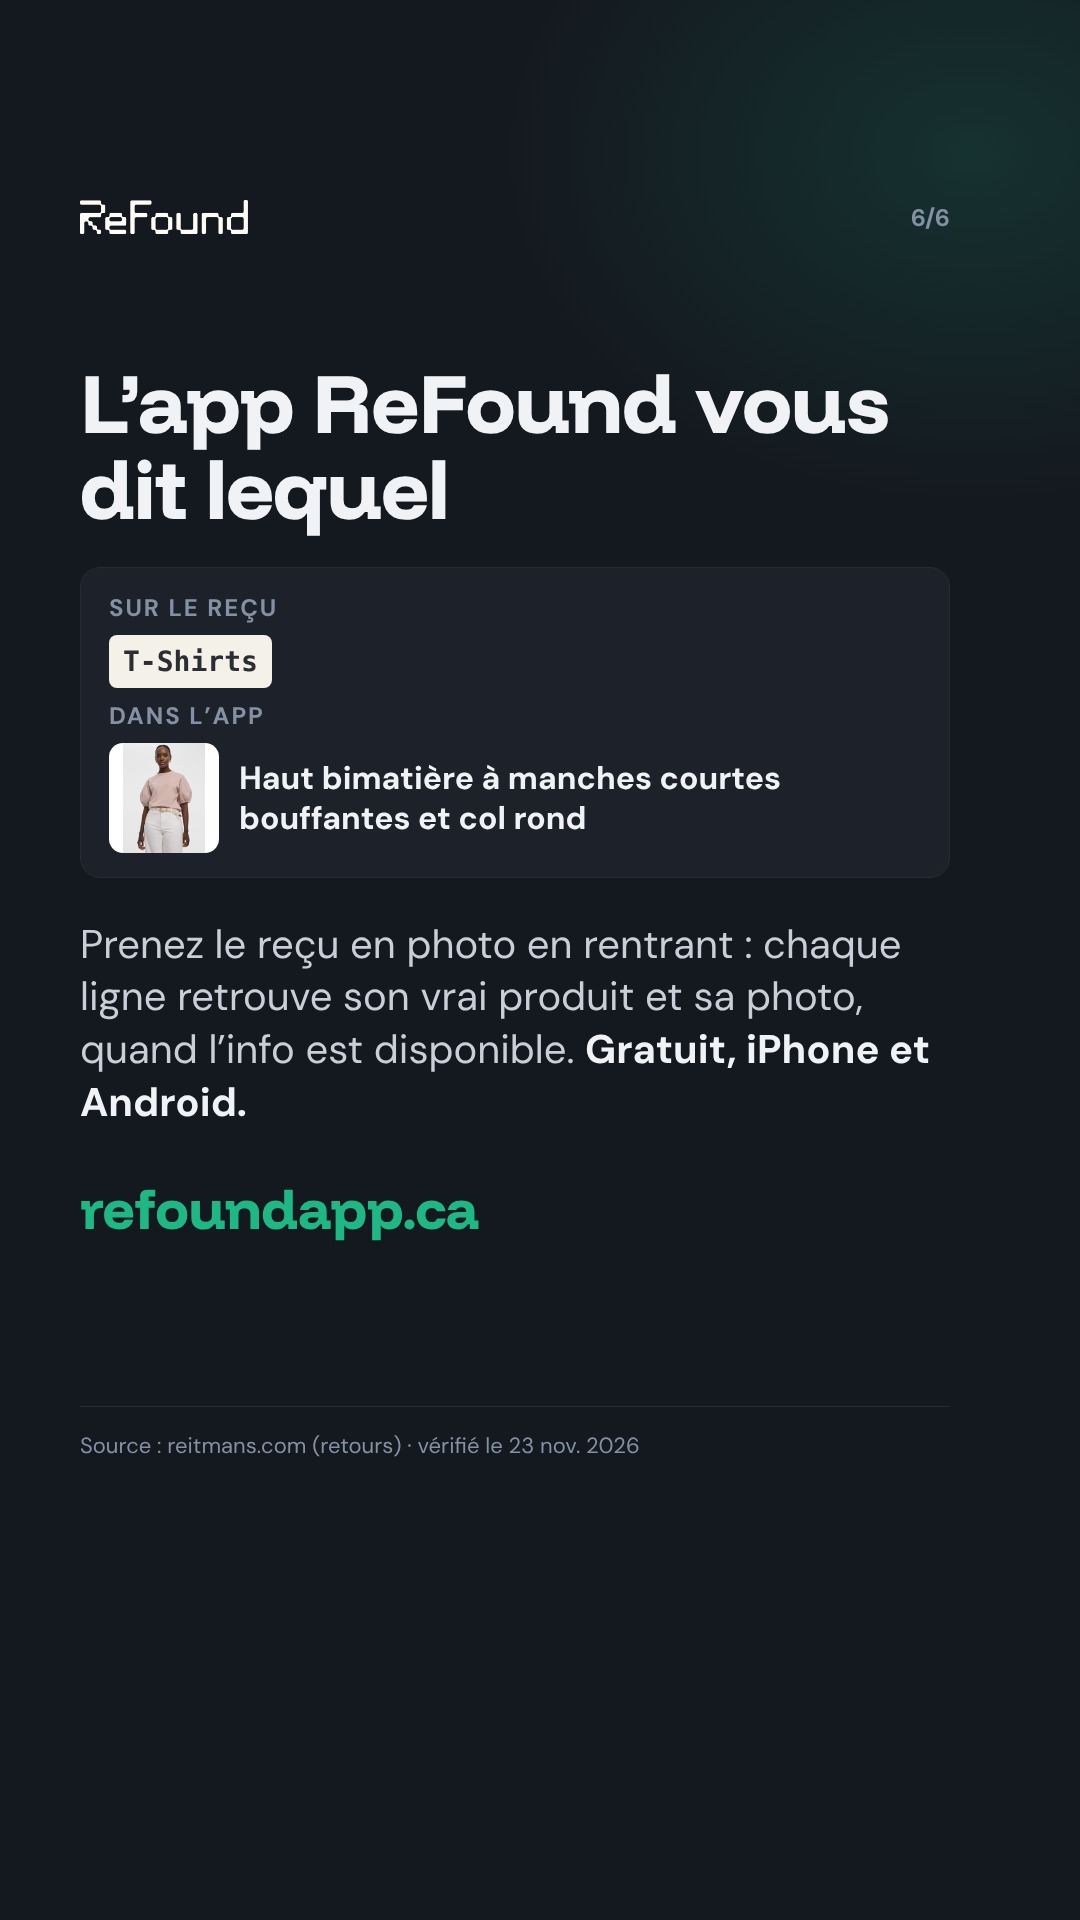 ReFound
6/6
L’app ReFound vous
dit lequel
SUR LE REÇU
T-Shirts
DANS L’APP
Haut bimatière à manches courtes
bouffantes et col rond
Prenez le reçu en photo en rentrant : chaque
ligne retrouve son vrai produit et sa photo,
quand l’info est disponible. Gratuit, iPhone et
Android.
refoundapp.ca
Source : reitmans.com (retours) · vérifié le 23 nov. 2026